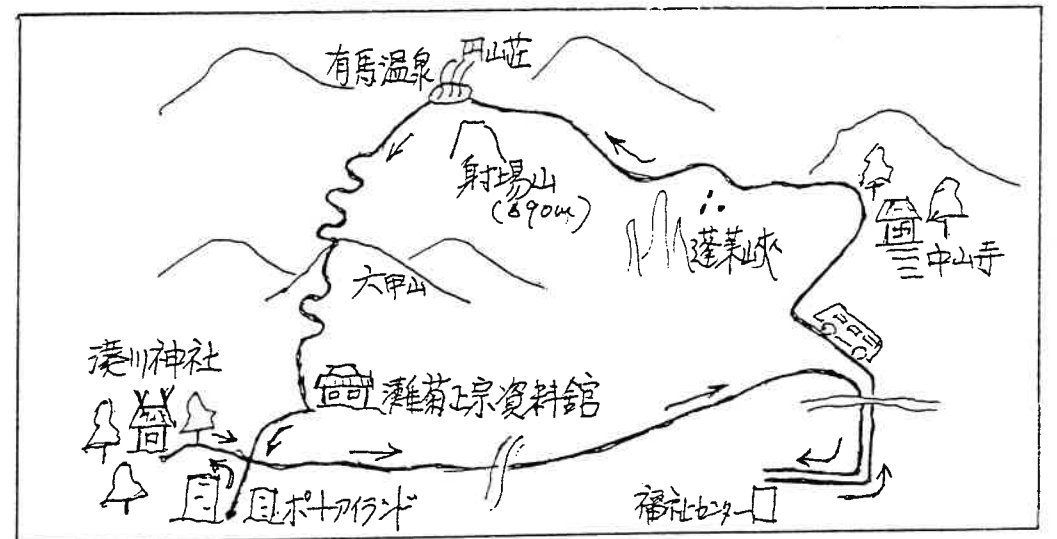 有馬温泉
月山荘
射場山
(690m)
蓬莱峡
中山寺
六甲山
湊川神社
灘菊正宗資料館
ポートアイランド
福祉センター